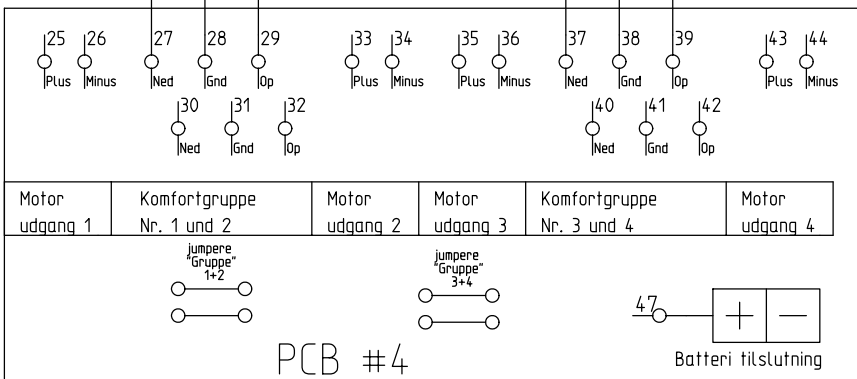 25 26 27 28 29 33 34 35 36 37 38 39 43 44
Plus Minus Ned Gnd Op Plus Minus Plus Minus Ned Gnd Op Plus Minus
30 31 32 40 41 42
Ned Gnd Op Ned Gnd Op
Motor Komfortgruppe Motor Motor Komfortgruppe Motor
udgang 1 Nr. 1 und 2 udgang 2 udgang 3 Nr. 3 und 4 udgang 4
jumpere
"Gruppe"
1+2
jumpere
"Gruppe"
3+4
47 + −
Batteri tilslutning
PCB #4